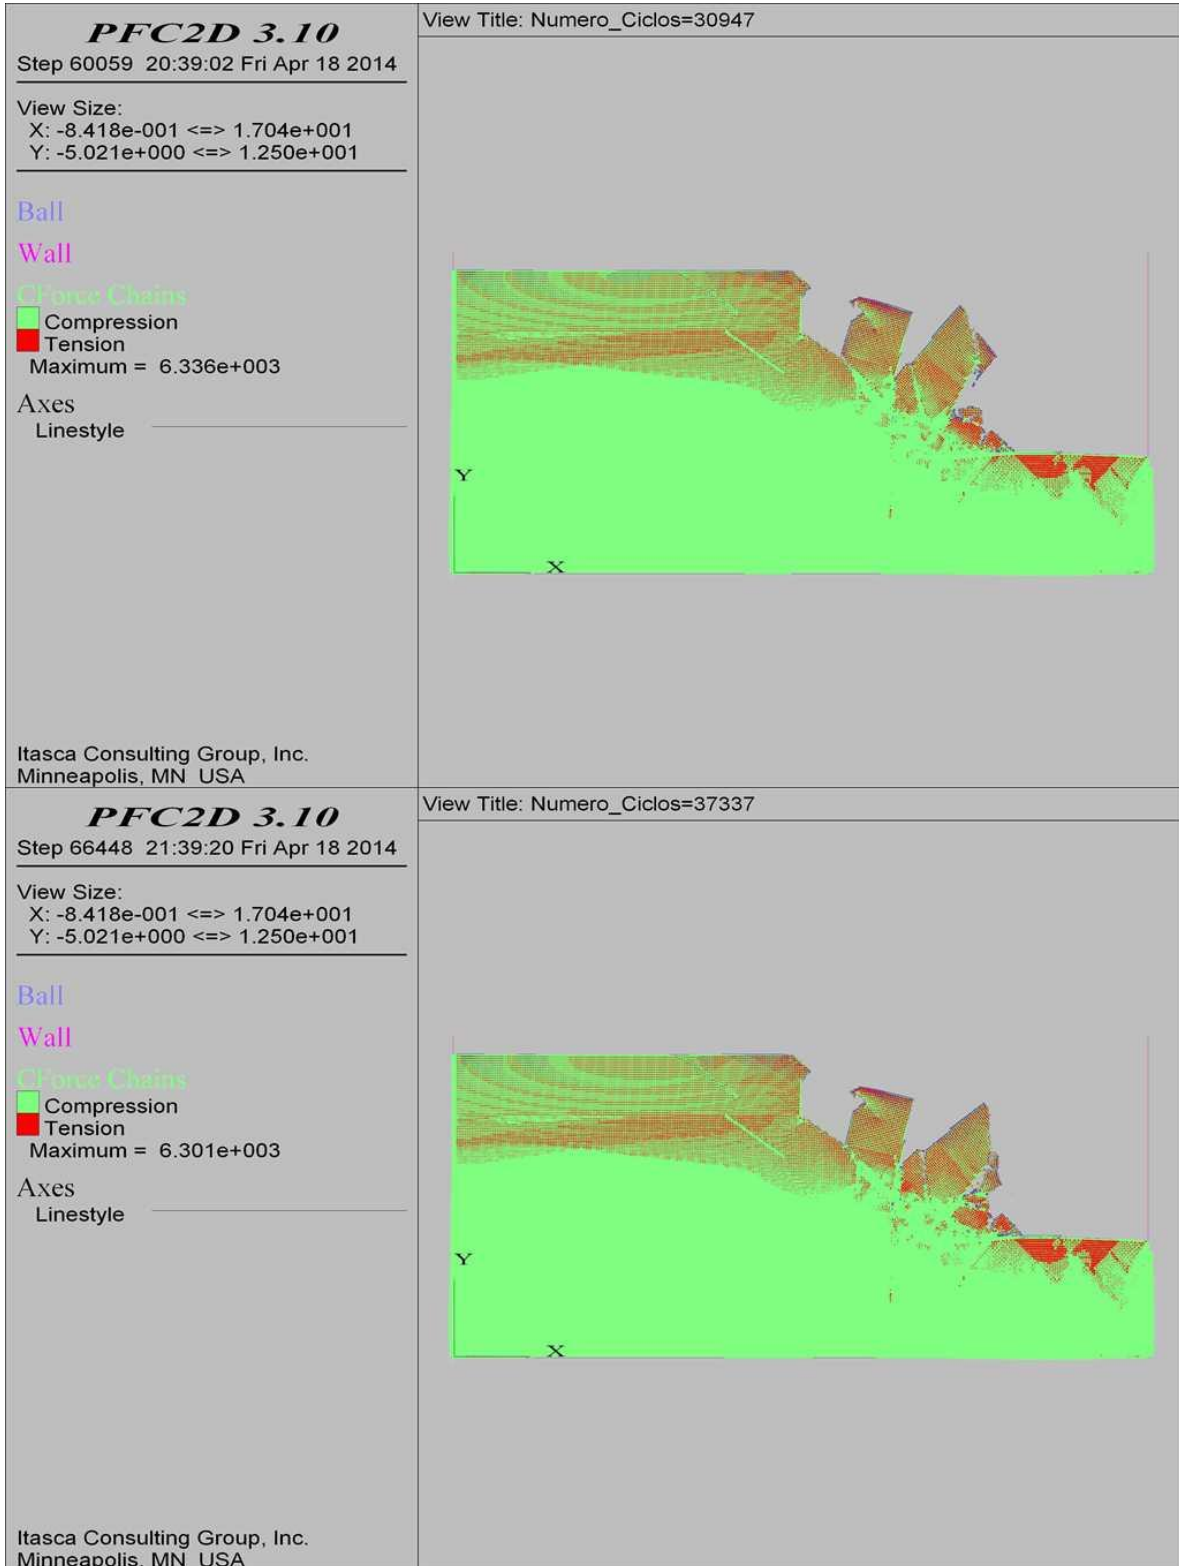 PFC2D 3.10
Step 60059 20:39:02 Fri Apr 18 2014
View Size:
X: -8.418e-001 <=> 1.704e+001
Y: -5.021e+000 <=> 1.250e+001
Ball
Wall
CForce Chains
Compression
Tension
Maximum = 6.336e+003
Axes
Linestyle
Itasca Consulting Group, Inc.
Minneapolis, MN USA
View Title: Numero_Ciclos=30947
Y
X
PFC2D 3.10
Step 66448 21:39:20 Fri Apr 18 2014
View Size:
X: -8.418e-001 <=> 1.704e+001
Y: -5.021e+000 <=> 1.250e+001
Ball
Wall
CForce Chains
Compression
Tension
Maximum = 6.301e+003
Axes
Linestyle
Itasca Consulting Group, Inc.
Minneapolis, MN USA
View Title: Numero_Ciclos=37337
Y
X